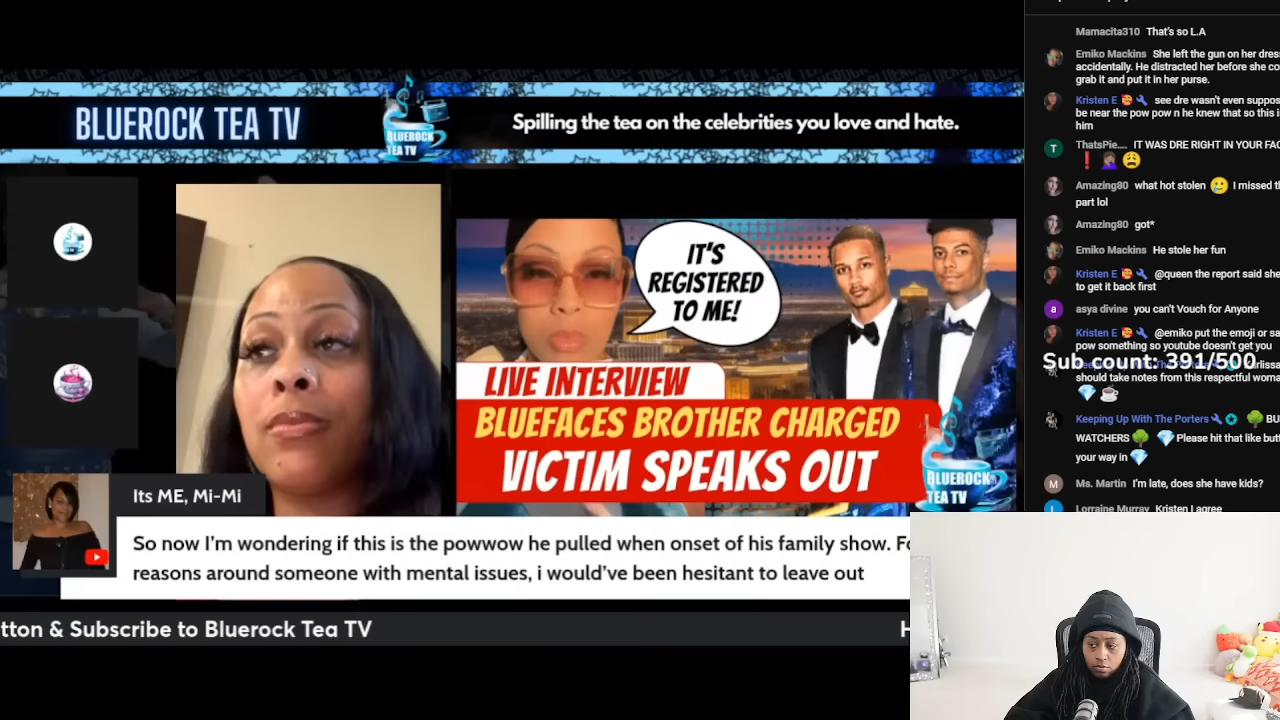 Mamacita310 That's so L.A
Emiko Mackins She left the gun on her
accidentally. He distracted her before she
grab it and put it in her purse.
Kristen E see dre wasn't even
be near the pow pow n he knew that so this
him
ThatsPie.... IT WAS DRE RIGHT IN YOUR
Amazing80 what hot stolen I missed
part lol
Amazing80 got*
Emiko Mackins He stole her fun
Kristen E @queen the report said
to get it back first
asya divine you can't Vouch for Anyone
Kristen E @emiko put the emoji or
pow something so youtube doesn't get you
Sub count: 391/500
should take notes from this respectful
Keeping Up With The Porters
WATCHERS Please hit that like
your way in
Ms. Martin I'm late, does she have kids?
Lorraine Murray Kristen I agree
BLUEROCK TEA TV
BLUEROCK
TEA TV
Spilling the tea on the celebrities you love and hate.
IT'S
REGISTERED
TO ME!
LIVE INTERVIEW
BLUEFACES BROTHER CHARGED
VICTIM SPEAKS OUT
BLUEROCK
TEA TV
Its ME, Mi-Mi
So now I'm wondering if this is the powwow he pulled when onset of his family show.
reasons around someone with mental issues, i would've been hesitant to leave out
tton & Subscribe to Bluerock Tea TV
H